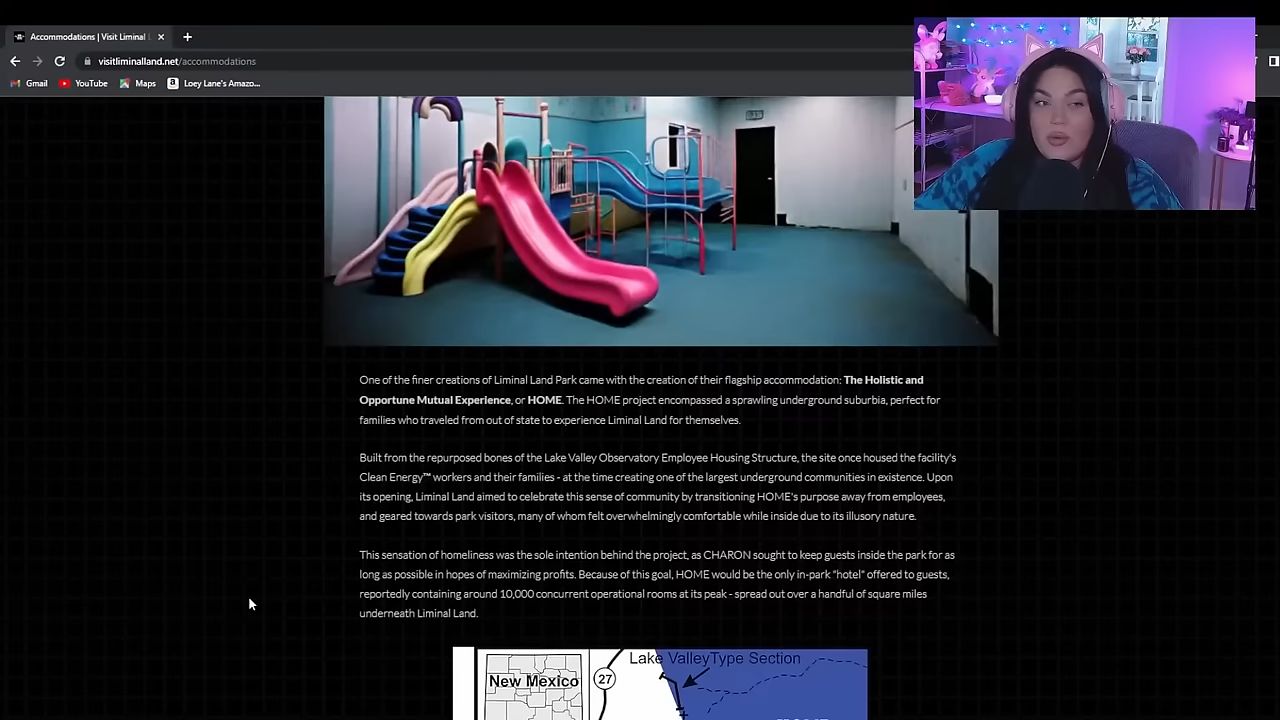 Accommodations | Visit Liminal L
visitliminalland.net/accommodations
Gmail
YouTube
Maps
Loey Lane's Amazo...
One of the finer creations of Liminal Land Park came with the creation of their flagship accommodation: The Holistic and
Opportune Mutual Experience, or HOME. The HOME project encompassed a sprawling underground suburbia, perfect for
families who traveled from out of state to experience Liminal Land for themselves.
Built from the repurposed bones of the Lake Valley Observatory Employee Housing Structure, the site once housed the facility's
Clean Energy™ workers and their families - at the time creating one of the largest underground communities in existence. Upon
its opening, Liminal Land aimed to celebrate this sense of community by transitioning HOME's purpose away from employees,
and geared towards park visitors, many of whom felt overwhelmingly comfortable while inside due to its illusory nature.
This sensation of homeliness was the sole intention behind the project, as CHARON sought to keep guests inside the park for as
long as possible in hopes of maximizing profits. Because of this goal, HOME would be the only in-park "hotel" offered to guests,
reportedly containing around 10,000 concurrent operational rooms at its peak - spread out over a handful of square miles
underneath Liminal Land.
Lake ValleyType Section
New Mexico
27